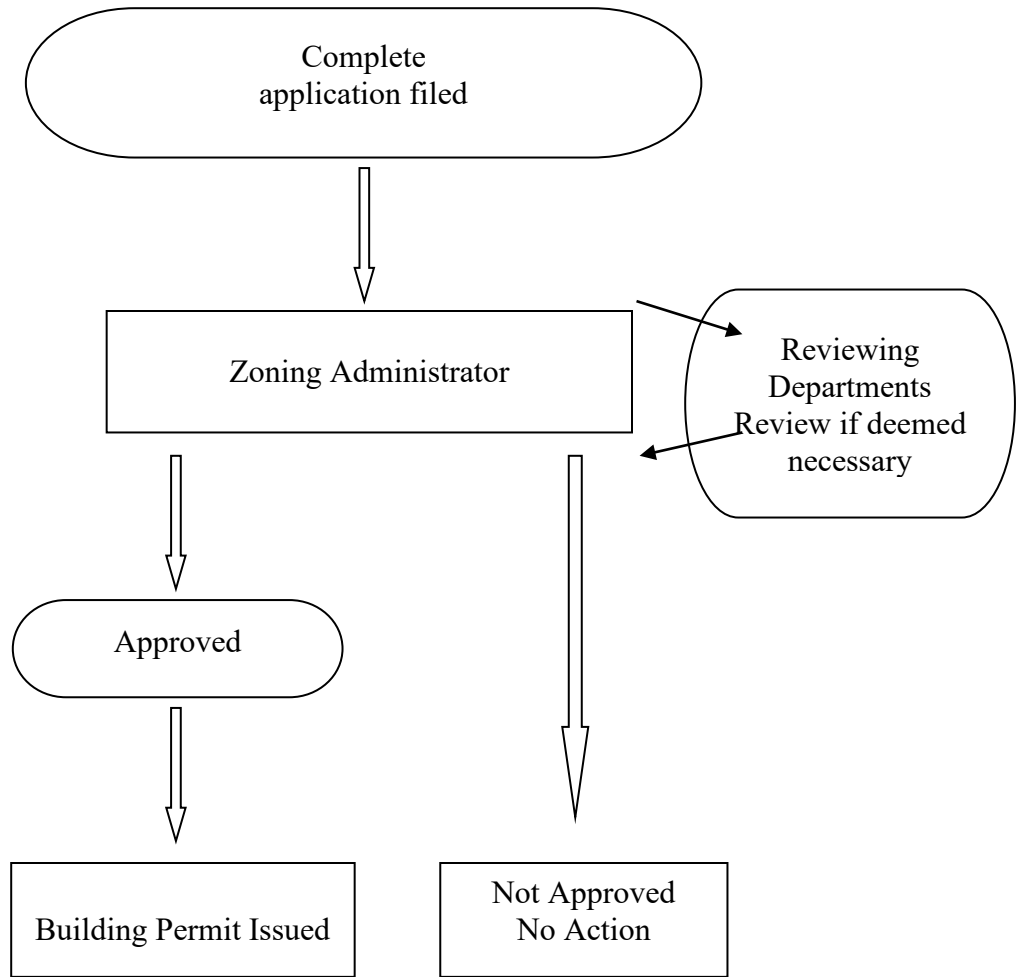 Complete
application filed
Zoning Administrator
Reviewing
Departments
Review if deemed
necessary
Approved
Building Permit Issued
Not Approved
No Action